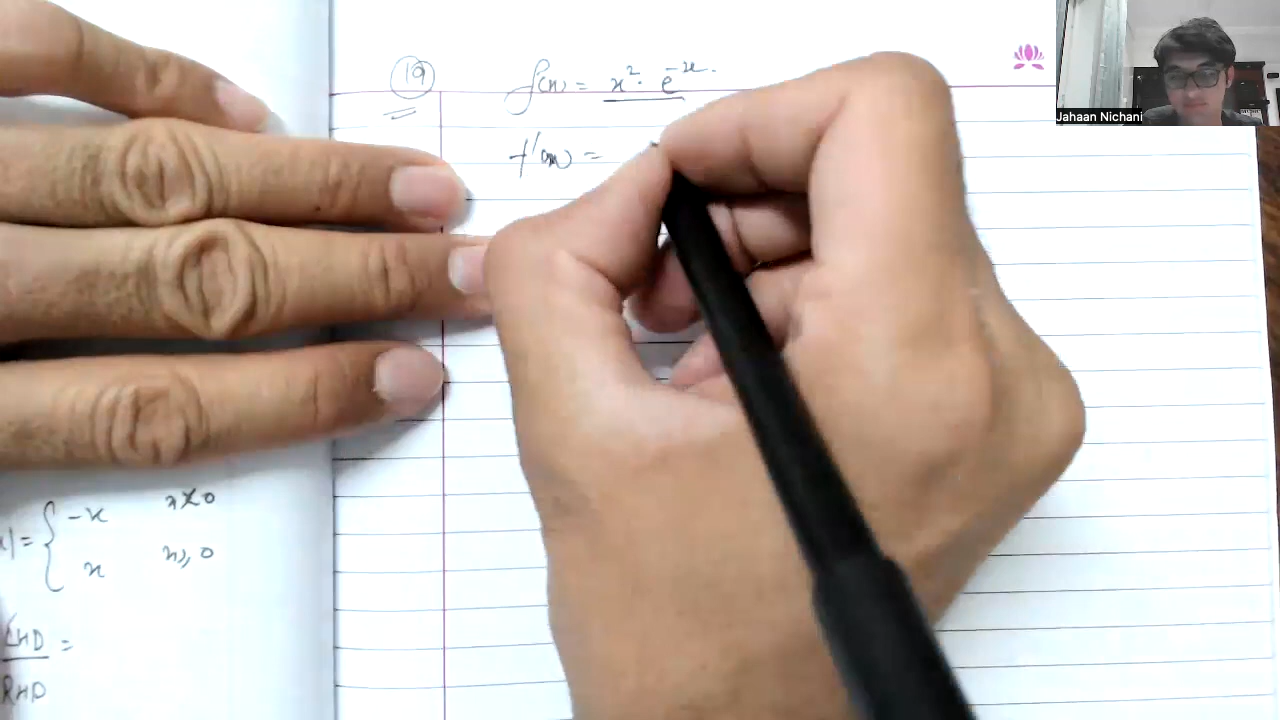 19 f(x) = x² · e⁻ˣ.
f'(x) =
Jahaan Nichani
|= { -x x<0
x x≥0
LHD =
RHD